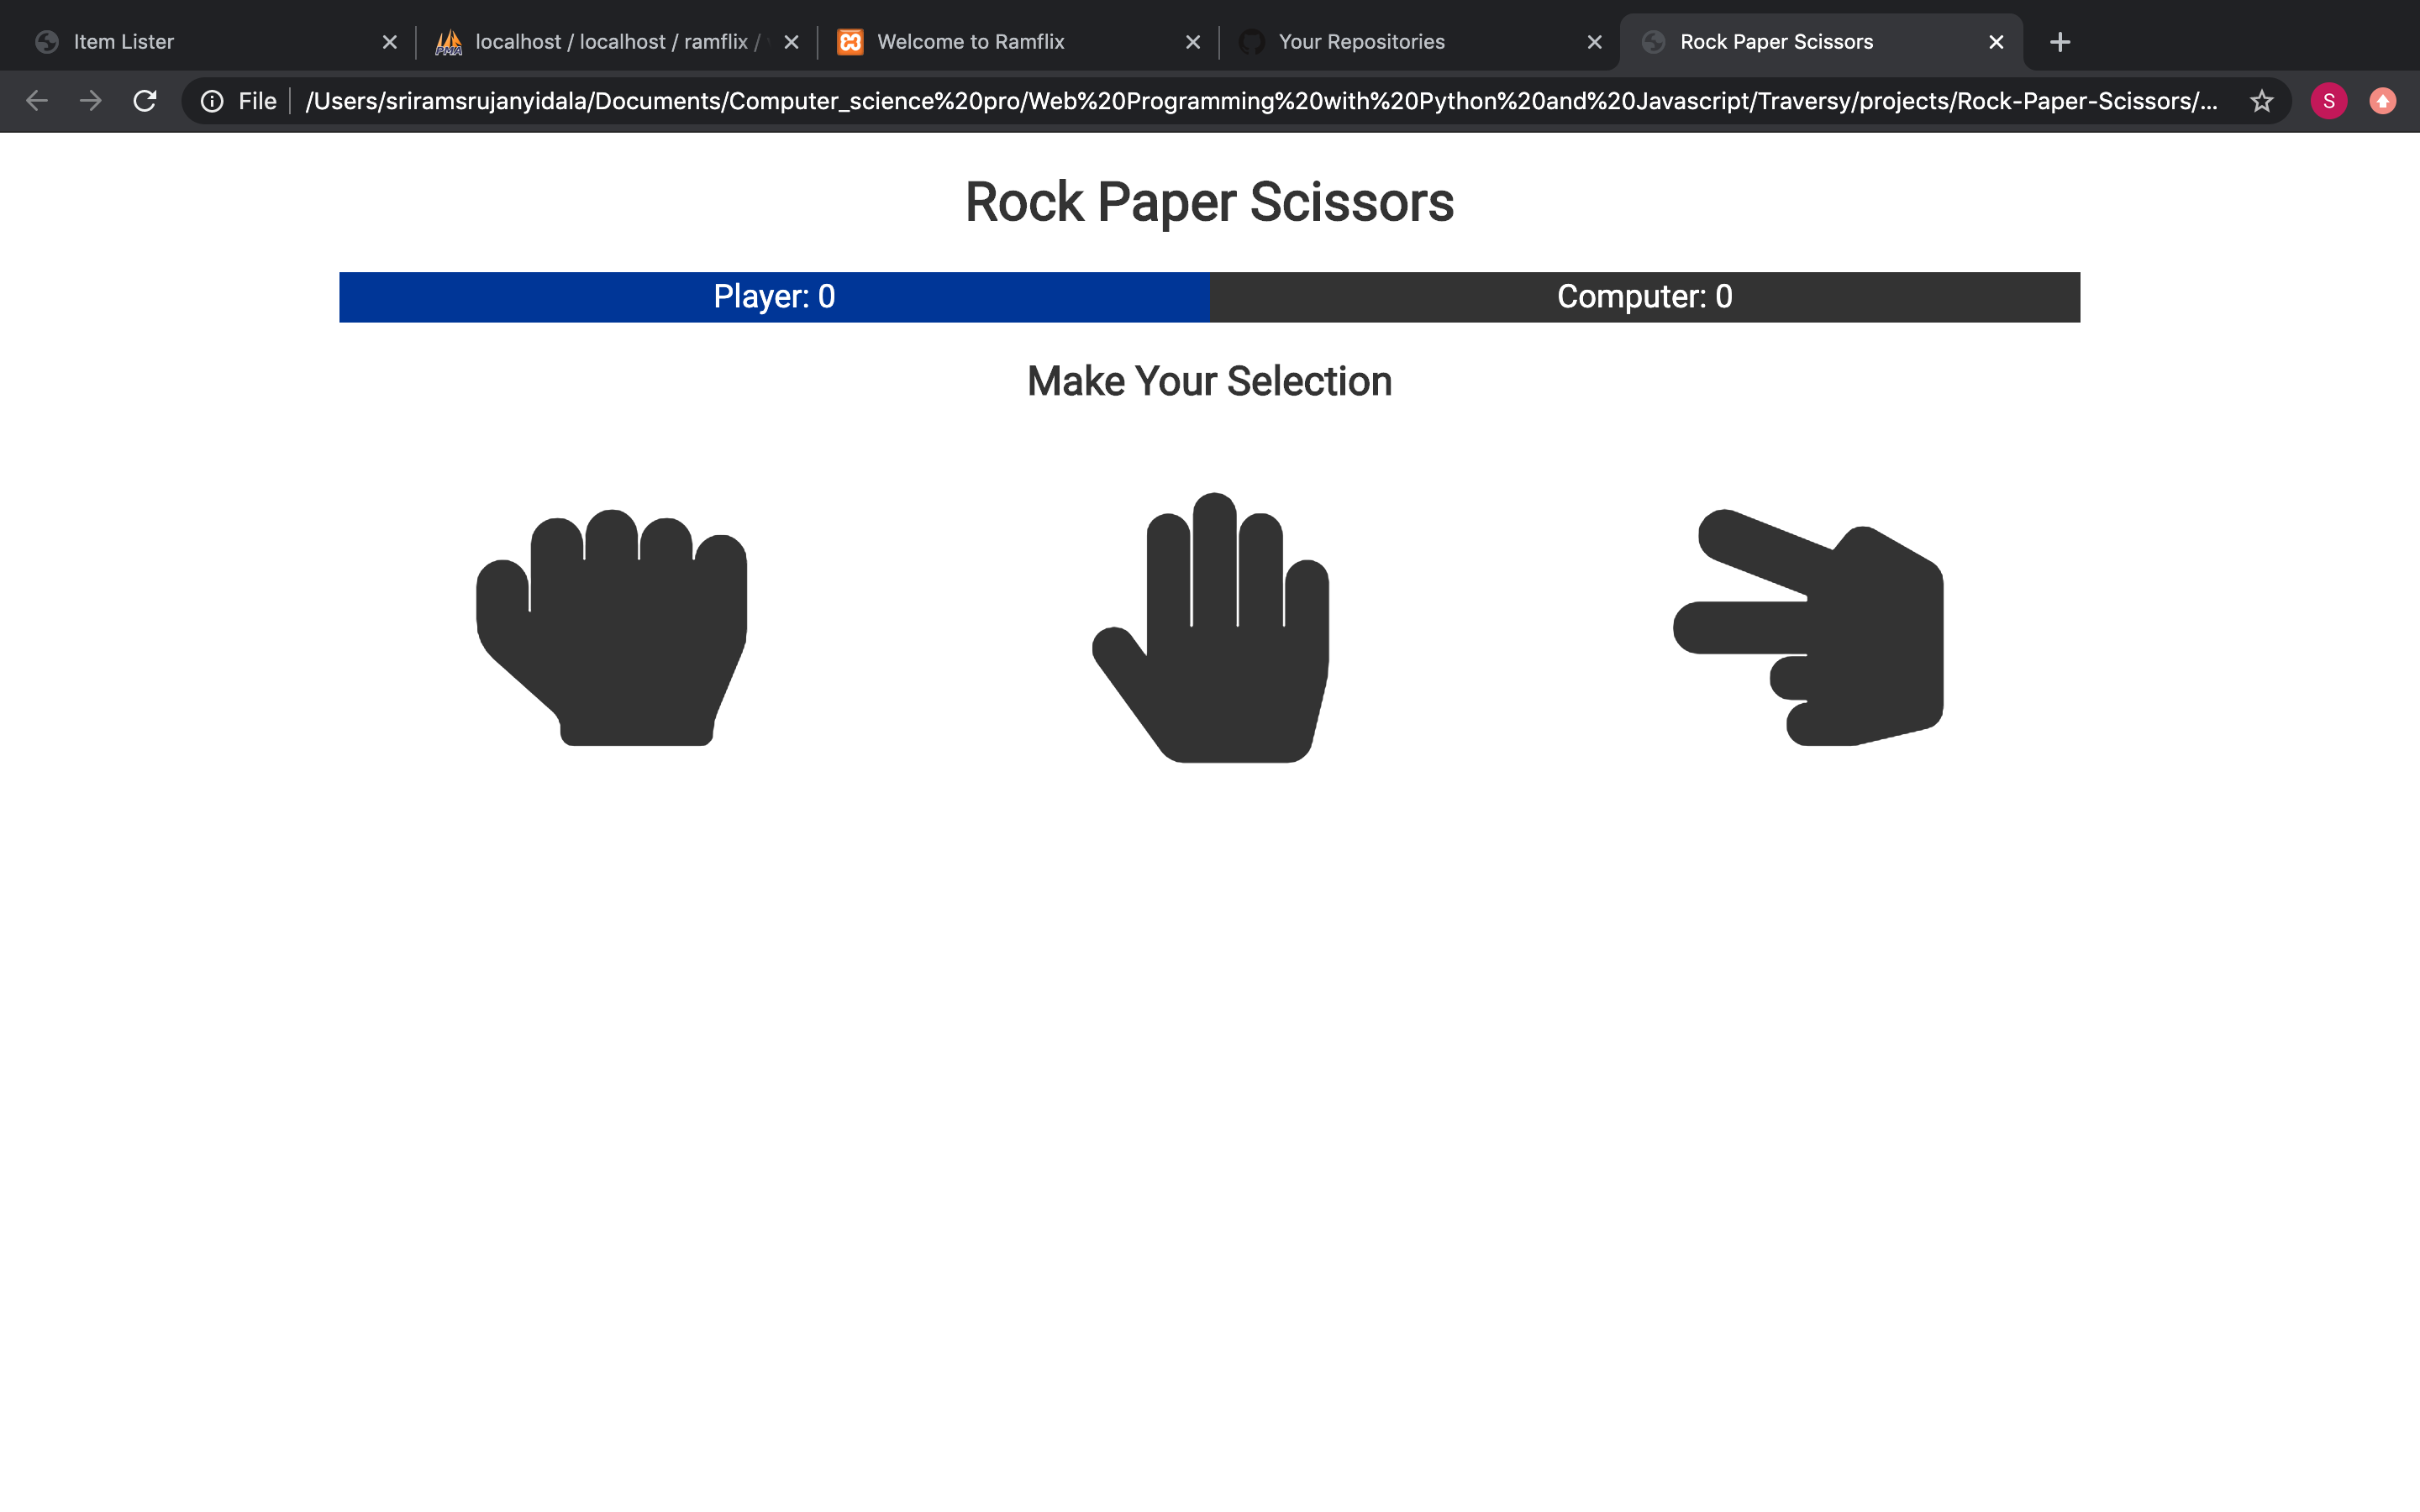 Item Lister
localhost / localhost / ramflix /
Welcome to Ramflix
Your Repositories
Rock Paper Scissors
File /Users/sriramsrujanyidala/Documents/Computer_science%20pro/Web%20Programming%20with%20Python%20and%20Javascript/Traversy/projects/Rock-Paper-Scissors/...
S
Rock Paper Scissors
Player: 0
Computer: 0
Make Your Selection